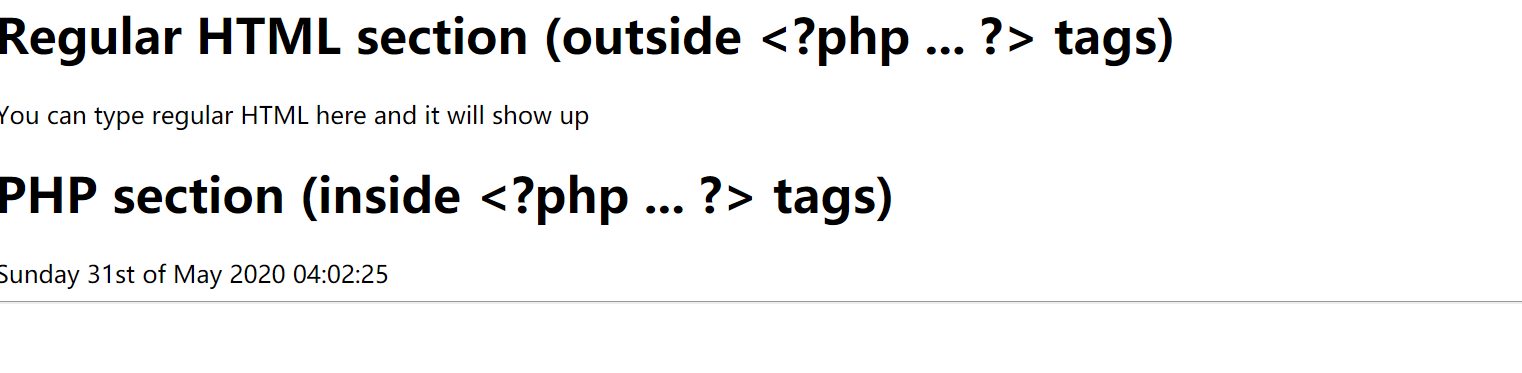 Regular HTML section (outside <?php ... ?> tags)
You can type regular HTML here and it will show up
PHP section (inside <?php ... ?> tags)
Sunday 31st of May 2020 04:02:25